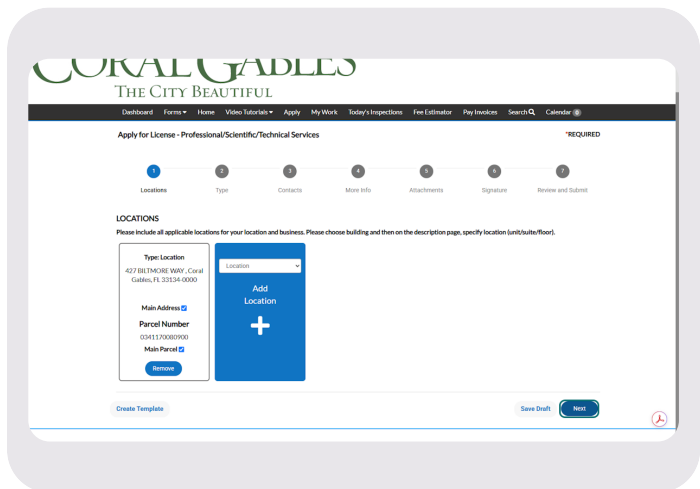 CORAL GABLES
THE CITY BEAUTIFUL
Dashboard Forms Home Video Tutorials Apply My Work Today's Inspections Fee Estimator Pay Invoices Search Calendar 0
Apply for License - Professional/Scientific/Technical Services *REQUIRED
1 2 3 4 5 6 7
Locations Type Contacts More Info Attachments Signature Review and Submit
LOCATIONS
Please include all applicable locations for your location and business. Please choose building and then on the description page, specify location (unit/suite/floor).
Type: Location
427 BILTMORE WAY , Coral
Gables, FL 33134-0000
Main Address
Parcel Number
0341170080900
Main Parcel
Remove
Location
Add
Location
Create Template Save Draft Next